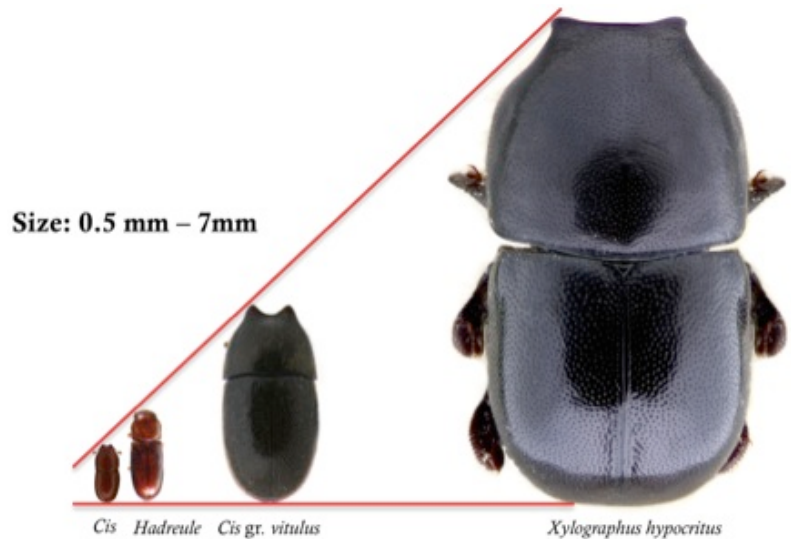 Size: 0.5 mm – 7mm
Cis Hadreule Cis gr. vitulus Xylographus hypocritus